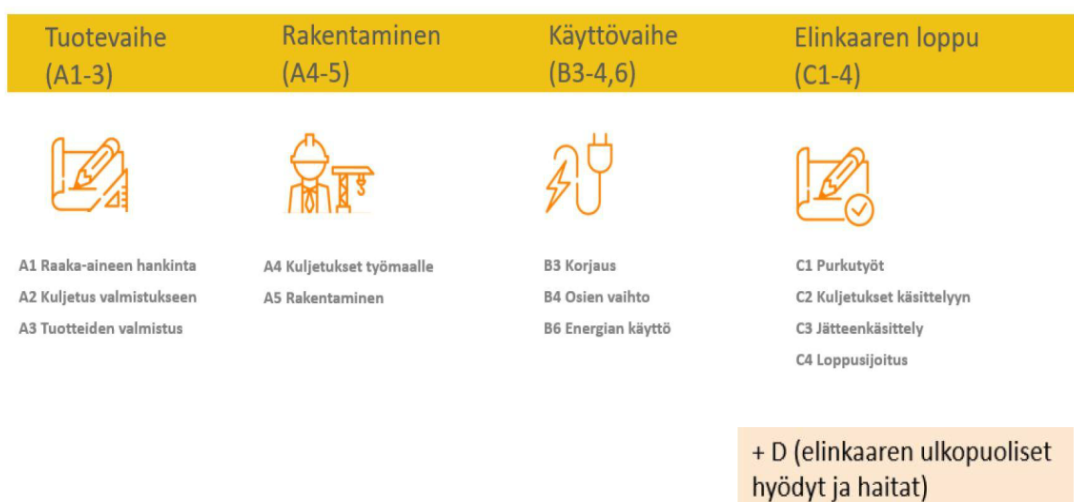 Tuotevaihe
(A1-3)
Rakentaminen
(A4-5)
Käyttövaihe
(B3-4,6)
Elinkaaren loppu
(C1-4)
A1 Raaka-aineen hankinta
A2 Kuljetus valmistukseen
A3 Tuotteiden valmistus
A4 Kuljetukset työmaalle
A5 Rakentaminen
B3 Korjaus
B4 Osien vaihto
B6 Energian käyttö
C1 Purkutyöt
C2 Kuljetukset käsittelyyn
C3 Jätteenkäsittely
C4 Loppusijoitus
+ D (elinkaaren ulkopuoliset
hyödyt ja haitat)